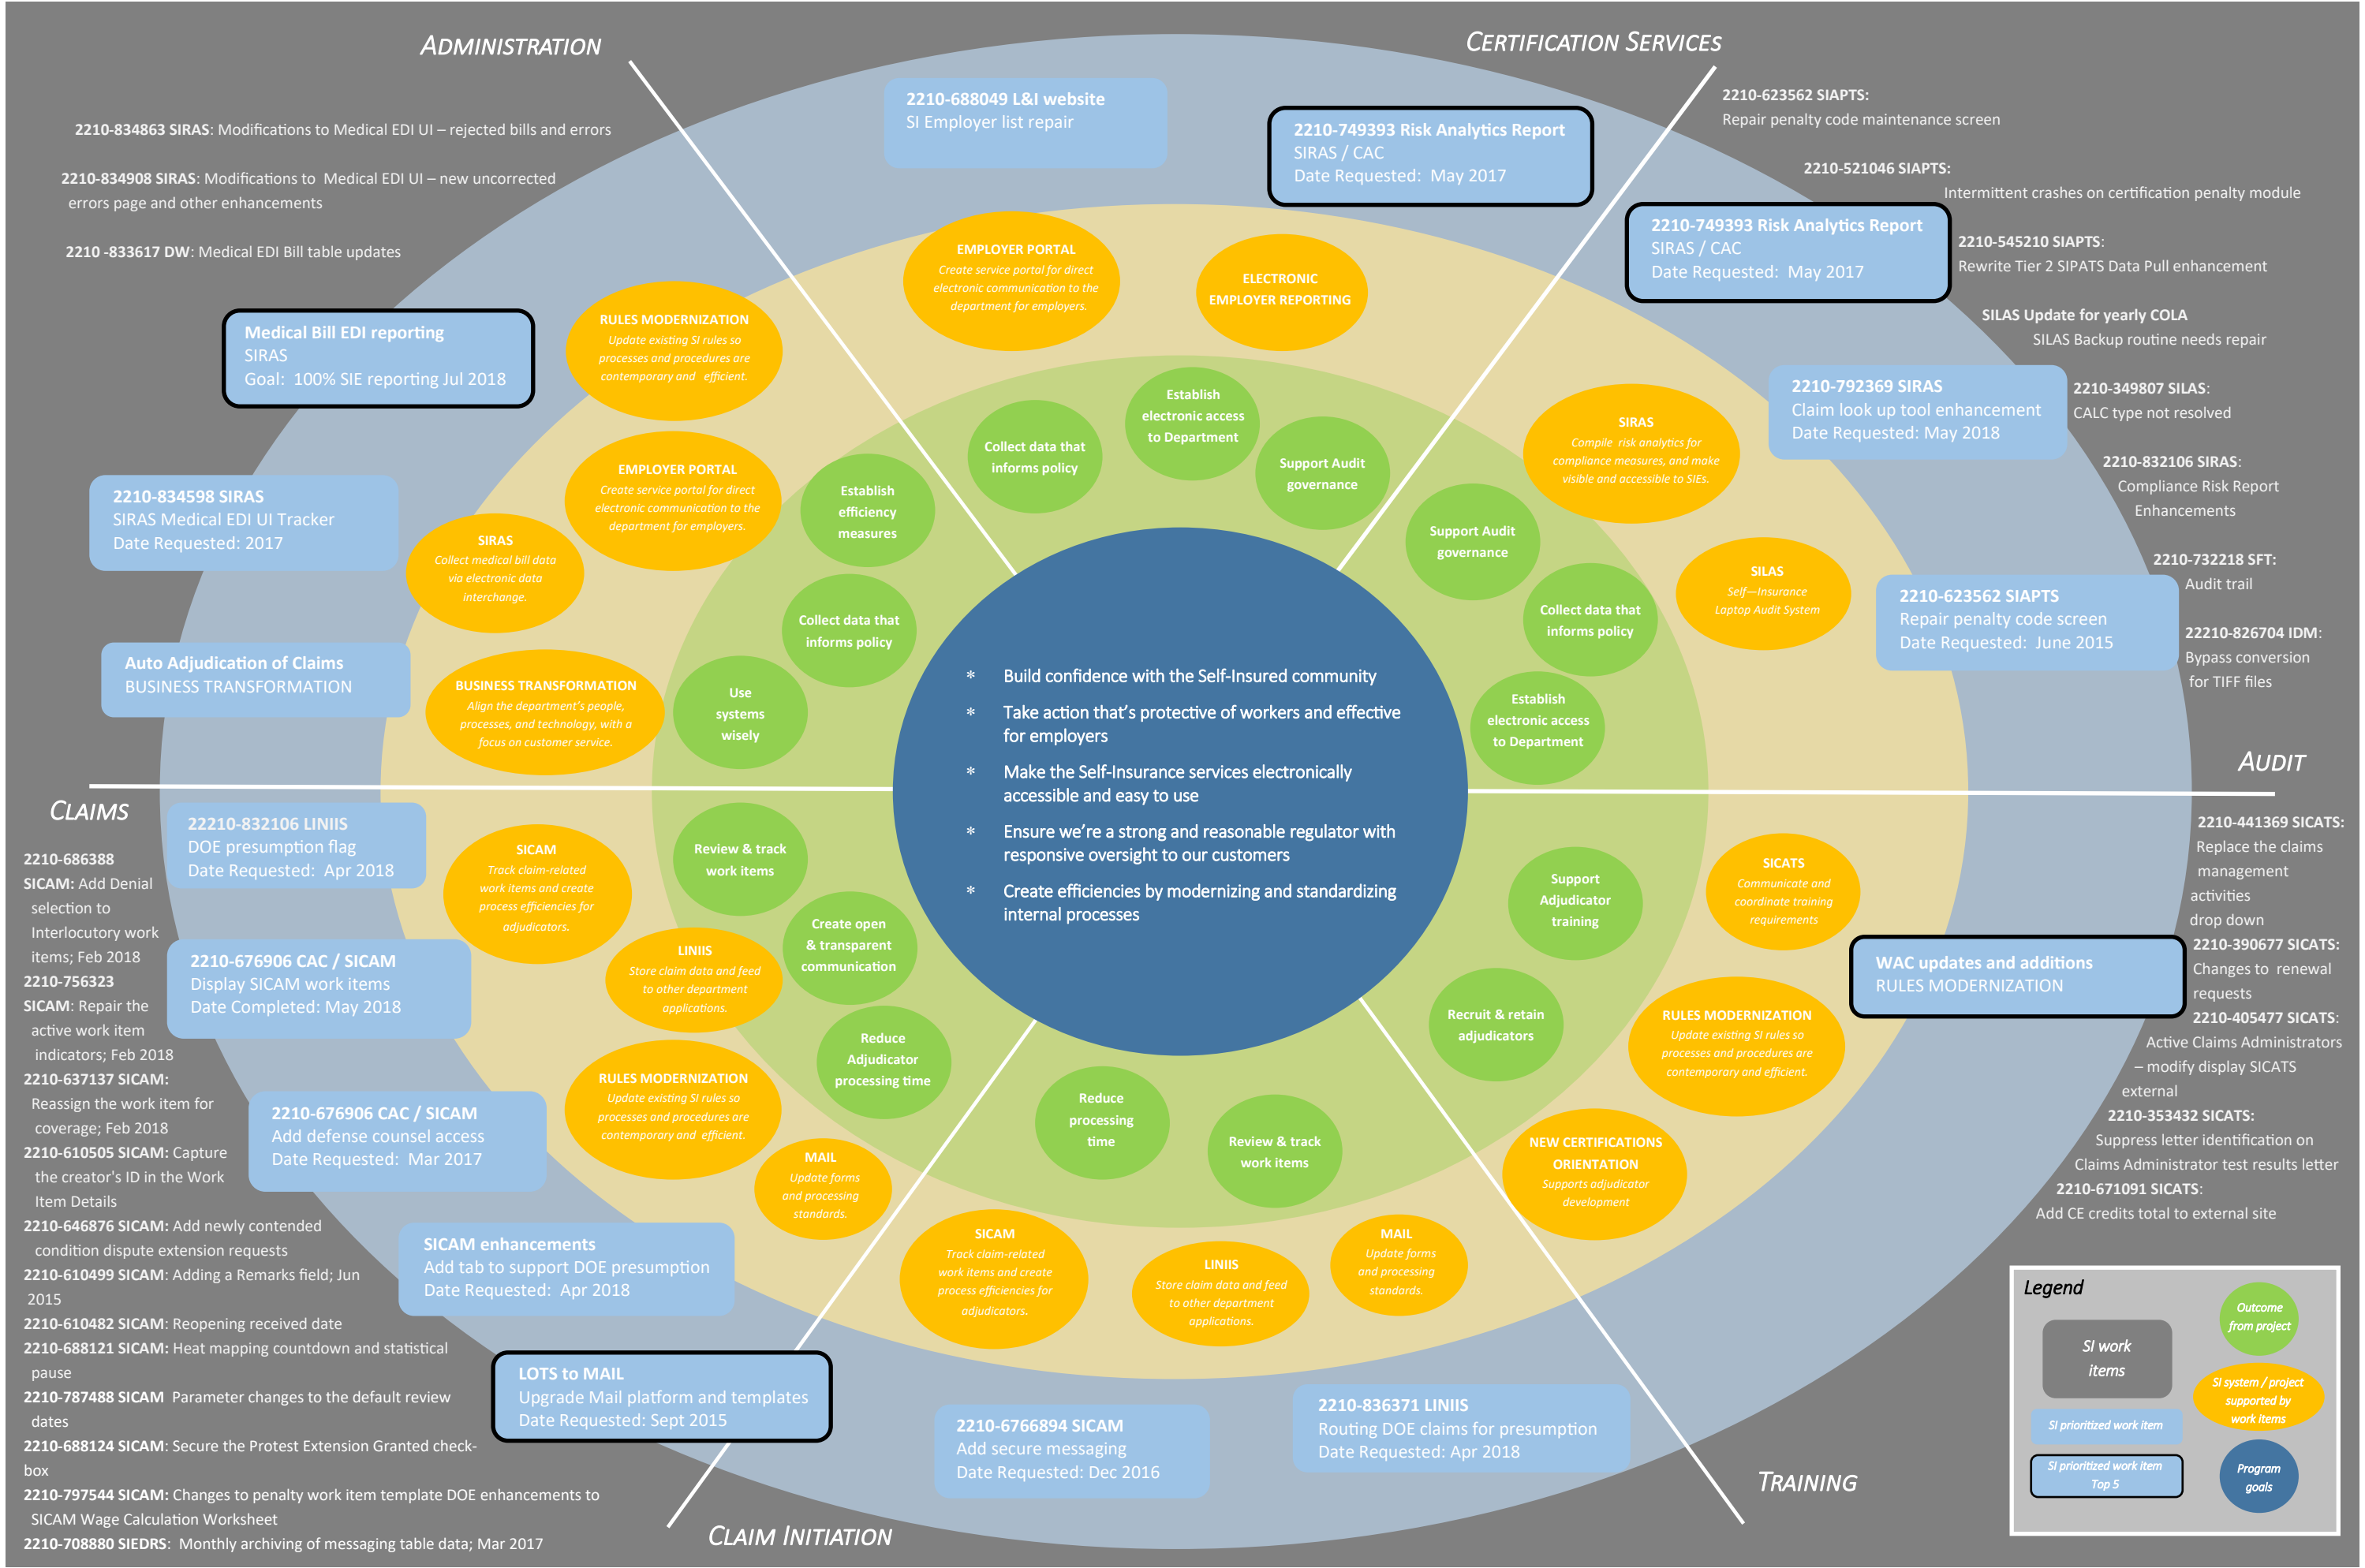 ADMINISTRATION
2210-834863 SIRAS: Modifications to Medical EDI UI – rejected bills and errors
2210-834908 SIRAS: Modifications to  Medical EDI UI – new uncorrected
errors page and other enhancements
2210 -833617 DW: Medical EDI Bill table updates
Medical Bill EDI reporting
SIRAS
Goal:  100% SIE reporting Jul 2018
2210-834598 SIRAS
SIRAS Medical EDI UI Tracker
Date Requested: 2017
Auto Adjudication of Claims
BUSINESS TRANSFORMATION
RULES MODERNIZATION
Update existing SI rules so
processes and procedures are
contemporary and   efficient.
EMPLOYER PORTAL
Create service portal for direct
electronic communication to the
department for employers.
SIRAS
Collect medical bill data
via electronic data
interchange.
BUSINESS TRANSFORMATION
Align the department's people,
processes, and technology, with a
focus on customer service.
Establish
efficiency
measures
Collect data that
informs policy
Use
systems
wisely
CERTIFICATION SERVICES
2210-688049 L&I website
SI Employer list repair
2210-749393 Risk Analytics Report
SIRAS / CAC
Date Requested:  May 2017
EMPLOYER PORTAL
Create service portal for direct
electronic communication to the
department for employers.
ELECTRONIC
EMPLOYER REPORTING
Collect data that
informs policy
Establish
electronic access
to Department
Support Audit
governance
2210-623562 SIAPTS:
Repair penalty code maintenance screen
2210-521046 SIAPTS:
Intermittent crashes on certification penalty module
2210-749393 Risk Analytics Report
SIRAS / CAC
Date Requested:  May 2017
2210-545210 SIAPTS:
Rewrite Tier 2 SIPATS Data Pull enhancement
SILAS Update for yearly COLA
SILAS Backup routine needs repair
2210-792369 SIRAS
Claim look up tool enhancement
Date Requested: May 2018
2210-349807 SILAS:
CALC type not resolved
2210-832106 SIRAS:
Compliance Risk Report
Enhancements
2210-732218 SFT:
Audit trail
2210-623562 SIAPTS
Repair penalty code screen
Date Requested:  June 2015
22210-826704 IDM:
Bypass conversion
for TIFF files
SIRAS
Compile  risk analytics for
compliance measures, and make
visible and accessible to SIEs.
SILAS
Self—Insurance
Laptop Audit System
Support Audit
governance
Collect data that
informs policy
Establish
electronic access
to Department
AUDIT
* Build confidence with the Self-Insured community
* Take action that's protective of workers and effective
for employers
* Make the Self-Insurance services electronically
accessible and easy to use
* Ensure we're a strong and reasonable regulator with
responsive oversight to our customers
* Create efficiencies by modernizing and standardizing
internal processes
CLAIMS
2210-686388
SICAM: Add Denial
selection to
Interlocutory work
items; Feb 2018
2210-756323
SICAM: Repair the
active work item
indicators; Feb 2018
2210-637137 SICAM:
Reassign the work item for
coverage; Feb 2018
2210-610505 SICAM: Capture
the creator's ID in the Work
Item Details
2210-646876 SICAM: Add newly contended
condition dispute extension requests
2210-610499 SICAM: Adding a Remarks field; Jun
2015
2210-610482 SICAM: Reopening received date
2210-688121 SICAM: Heat mapping countdown and statistical
pause
2210-787488 SICAM  Parameter changes to the default review
dates
2210-688124 SICAM: Secure the Protest Extension Granted check-
box
2210-797544 SICAM: Changes to penalty work item template DOE enhancements to
SICAM Wage Calculation Worksheet
2210-708880 SIEDRS:  Monthly archiving of messaging table data; Mar 2017
22210-832106 LINIIS
DOE presumption flag
Date Requested:  Apr 2018
2210-676906 CAC / SICAM
Display SICAM work items
Date Completed: May 2018
2210-676906 CAC / SICAM
Add defense counsel access
Date Requested:  Mar 2017
SICAM enhancements
Add tab to support DOE presumption
Date Requested:  Apr 2018
LOTS to MAIL
Upgrade Mail platform and templates
Date Requested: Sept 2015
SICAM
Track claim-related
work items and create
process efficiencies for
adjudicators.
LINIIS
Store claim data and feed
to other department
applications.
RULES MODERNIZATION
Update existing SI rules so
processes and procedures are
contemporary and  efficient.
MAIL
Update forms
and processing
standards.
Review & track
work items
Create open
& transparent
communication
Reduce
Adjudicator
processing time
CLAIM INITIATION
Reduce
processing
time
Review & track
work items
SICAM
Track claim-related
work items and create
process efficiencies for
adjudicators.
LINIIS
Store claim data and feed
to other department
applications.
MAIL
Update forms
and processing
standards.
2210-6766894 SICAM
Add secure messaging
Date Requested: Dec 2016
2210-836371 LINIIS
Routing DOE claims for presumption
Date Requested: Apr 2018
TRAINING
Support
Adjudicator
training
Recruit & retain
adjudicators
SICATS
Communicate and
coordinate training
requirements
RULES MODERNIZATION
Update existing SI rules so
processes and procedures are
contemporary and efficient.
NEW CERTIFICATIONS
ORIENTATION
Supports adjudicator
development
WAC updates and additions
RULES MODERNIZATION
2210-441369 SICATS:
Replace the claims
management
activities
drop down
2210-390677 SICATS:
Changes to  renewal
requests
2210-405477 SICATS:
Active Claims Administrators
– modify display SICATS
external
2210-353432 SICATS:
Suppress letter identification on
Claims Administrator test results letter
2210-671091 SICATS:
Add CE credits total to external site
Legend
SI work
items
SI prioritized work item
SI prioritized work item
Top 5
Outcome
from project
SI system / project
supported by
work items
Program
goals